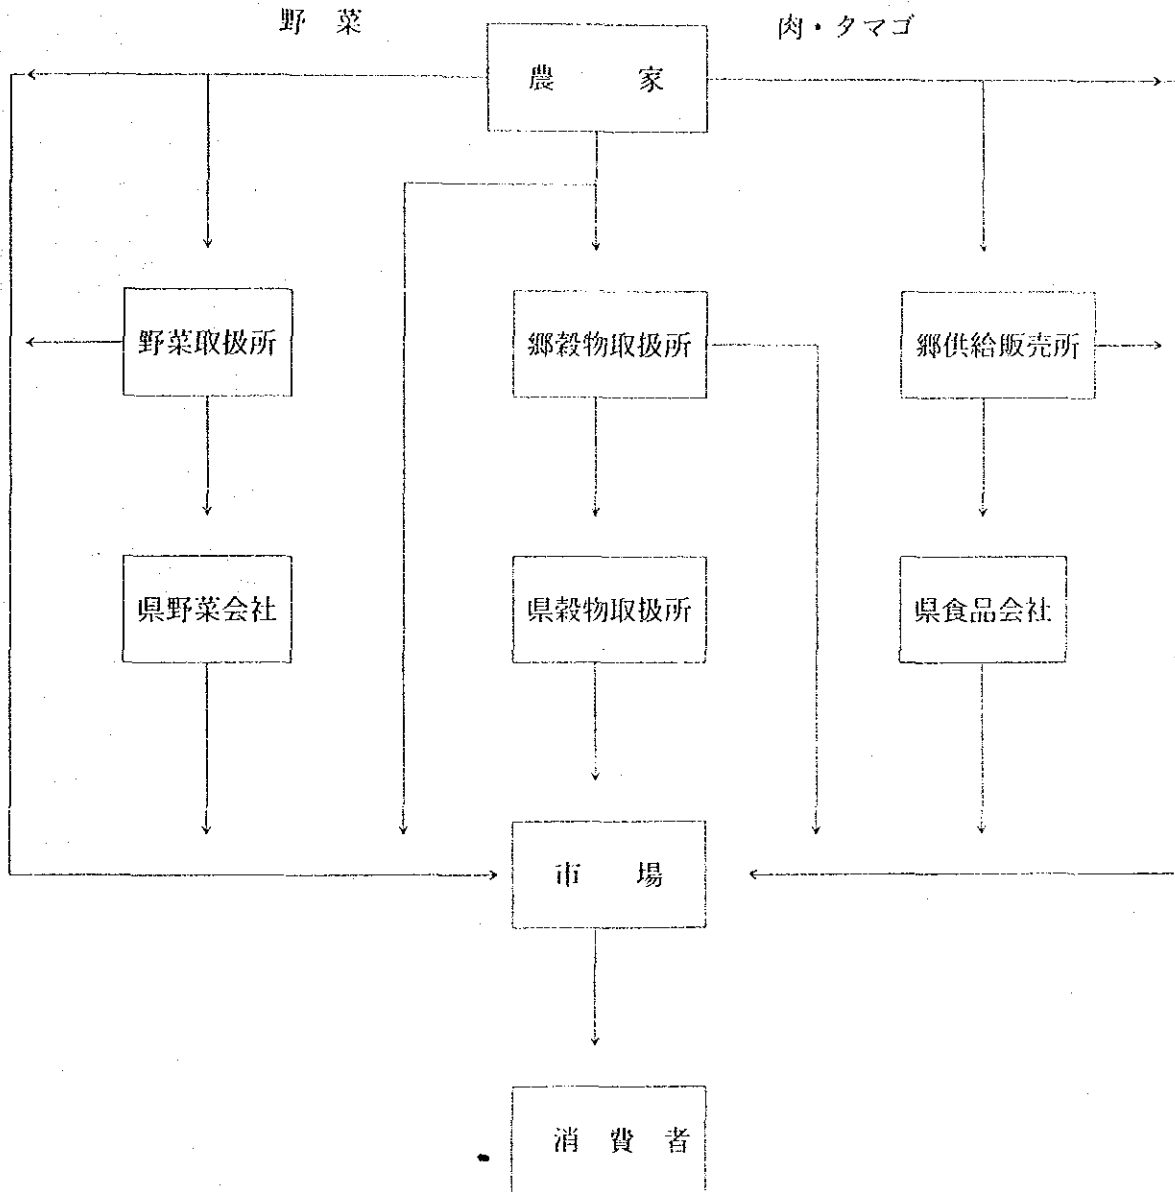 野菜
肉・タマゴ
農家
野菜取扱所
郷穀物取扱所
郷供給販売所
県野菜会社
県穀物取扱所
県食品会社
市場
消費者